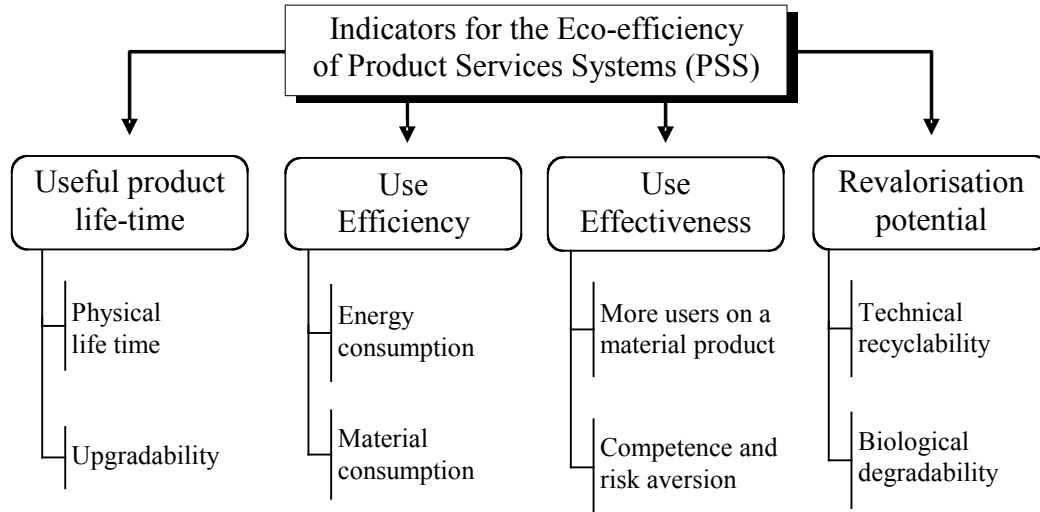 Indicators for the Eco-efficiency
of Product Services Systems (PSS)
Useful product
life-time
Physical
life time
Upgradability
Use
Efficiency
Energy
consumption
Material
consumption
Use
Effectiveness
More users on a
material product
Competence and
risk aversion
Revalorisation
potential
Technical
recyclability
Biological
degradability